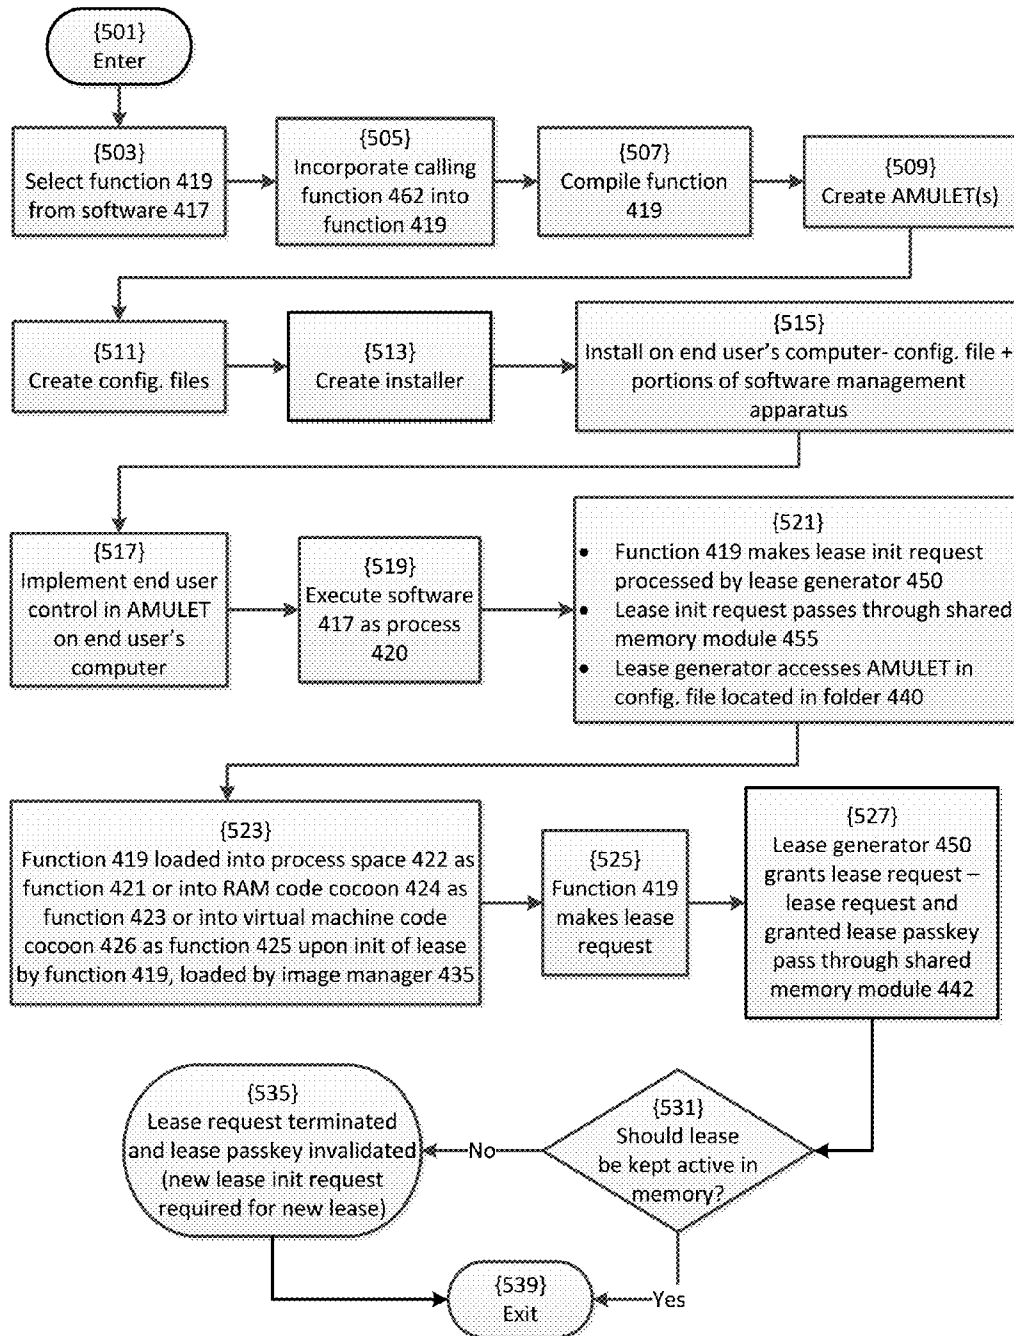 {501}
Enter
{503}
Select function 419
from software 417
{505}
Incorporate calling
function 462 into
function 419
{507}
Compile function
419
{509}
Create AMULET(s)
{511}
Create config. files
{513}
Create installer
{515}
Install on end user's computer- config. file +
portions of software management
apparatus
{517}
Implement end user
control in AMULET
on end user's
computer
{519}
Execute software
417 as process
420
{521}
• Function 419 makes lease init request
processed by lease generator 450
• Lease init request passes through shared
memory module 455
• Lease generator accesses AMULET in
config. file located in folder 440
{523}
Function 419 loaded into process space 422 as
function 421 or into RAM code cocoon 424 as
function 423 or into virtual machine code
cocoon 426 as function 425 upon init of lease
by function 419, loaded by image manager 435
{525}
Function 419
makes lease
request
{527}
Lease generator 450
grants lease request –
lease request and
granted lease passkey
pass through shared
memory module 442
{531}
Should lease
be kept active in
memory?
No
{535}
Lease request terminated
and lease passkey invalidated
(new lease init request
required for new lease)
Yes
{539}
Exit